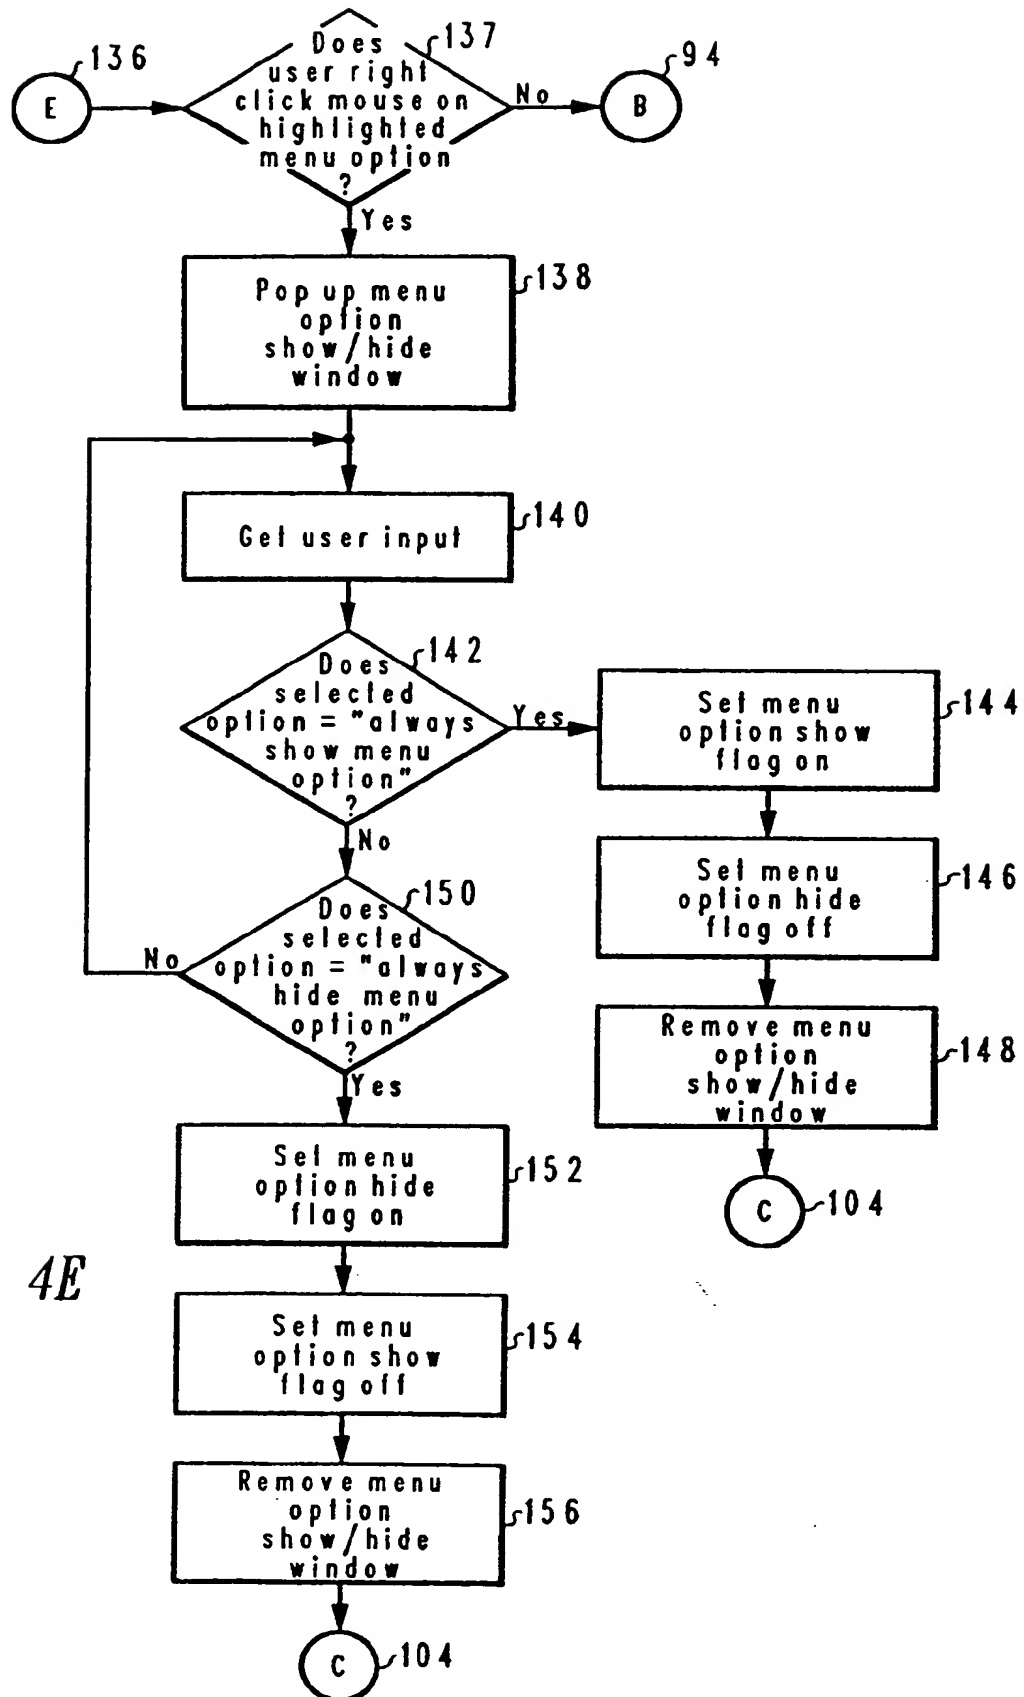 136
E
Does
user right
click mouse on
highlighted
menu option
?
137
No
94
B
Yes
Pop up menu
option
show/hide
window
138
Get user input
140
Does
selected
option = "always
show menu
option"
?
142
Yes
Set menu
option show
flag on
144
No
Set menu
option hide
flag off
146
Does
selected
option = "always
hide menu
option"
?
150
No
Remove menu
option
show/hide
window
148
Yes
C
104
Set menu
option hide
flag on
152
4E
Set menu
option show
flag off
154
Remove menu
option
show/hide
window
156
C
104